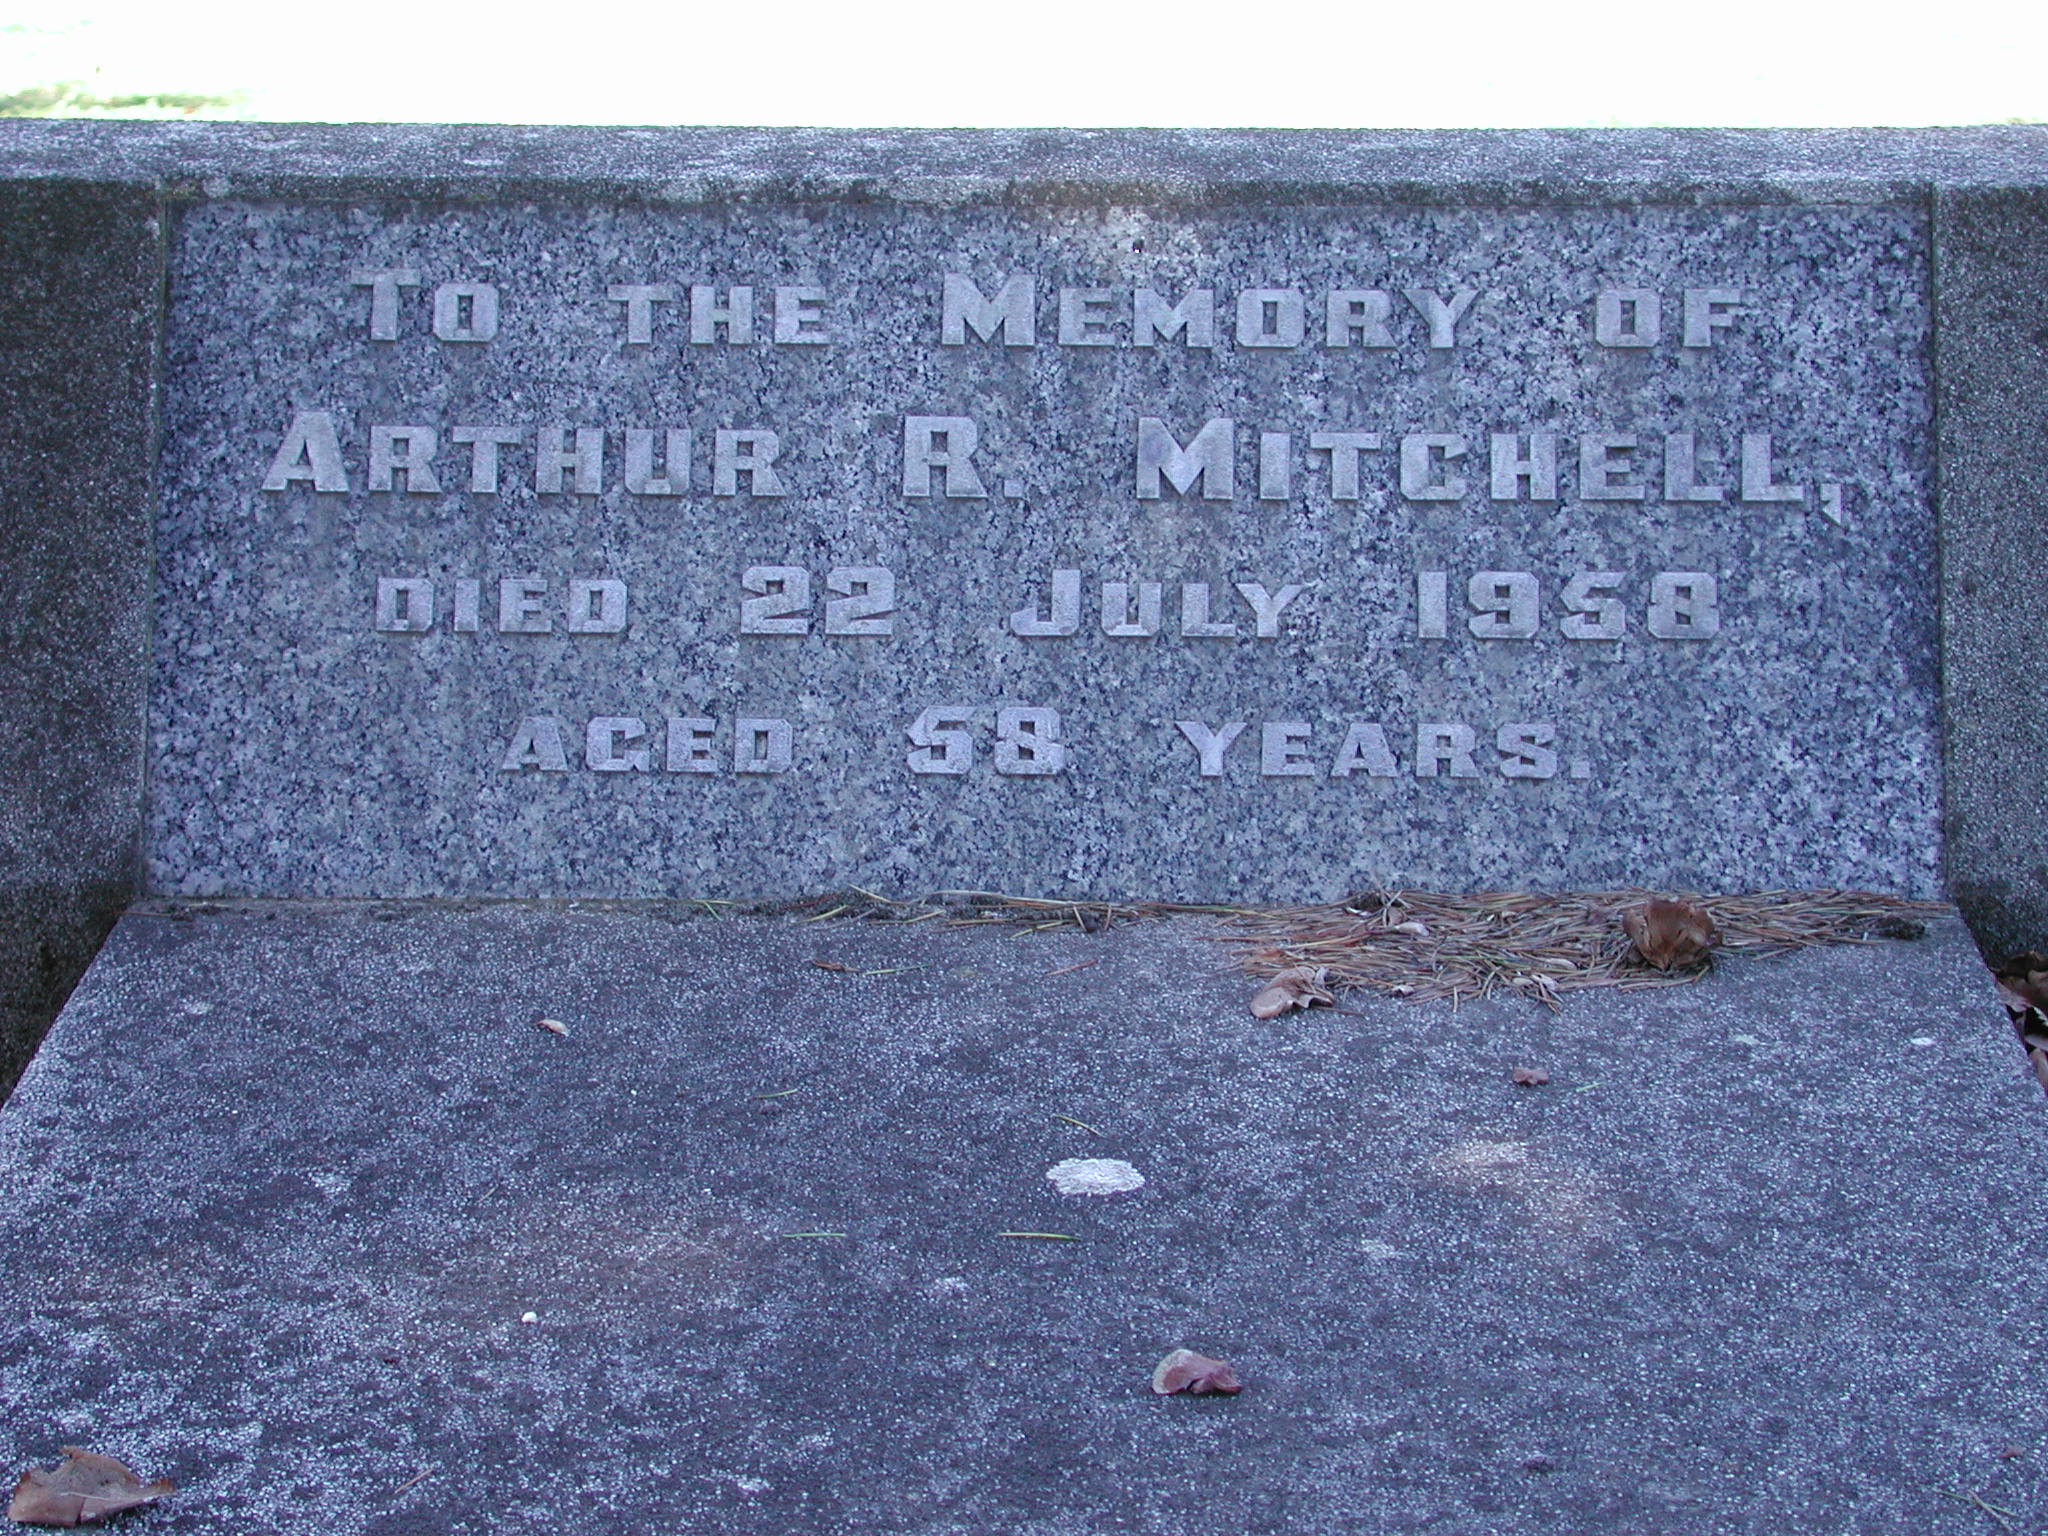 To the Memory of
Arthur R. Mitchell,
died 22 July 1958
aged 58 years.